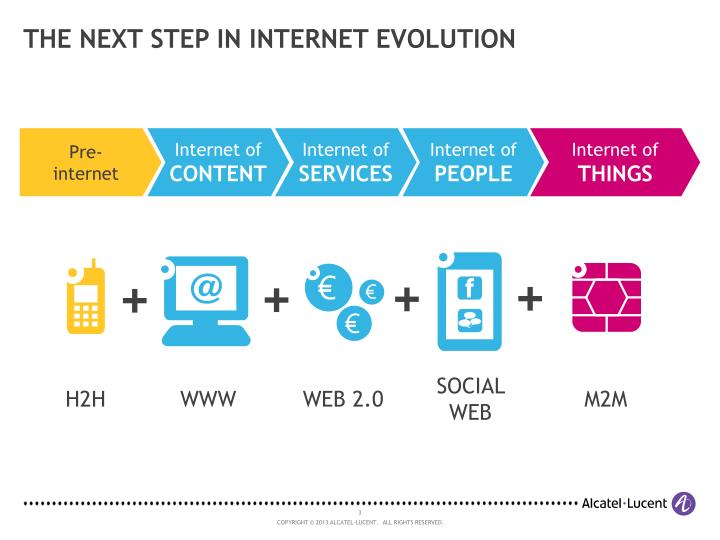 THE NEXT STEP IN INTERNET EVOLUTION
Pre-
internet
Internet of
CONTENT
Internet of
SERVICES
Internet of
PEOPLE
Internet of
THINGS
@
€
€
€
f
+
+
+
+
H2H
WWW
WEB 2.0
SOCIAL
WEB
M2M
Alcatel·Lucent
3
COPYRIGHT © 2013 ALCATEL-LUCENT. ALL RIGHTS RESERVED.